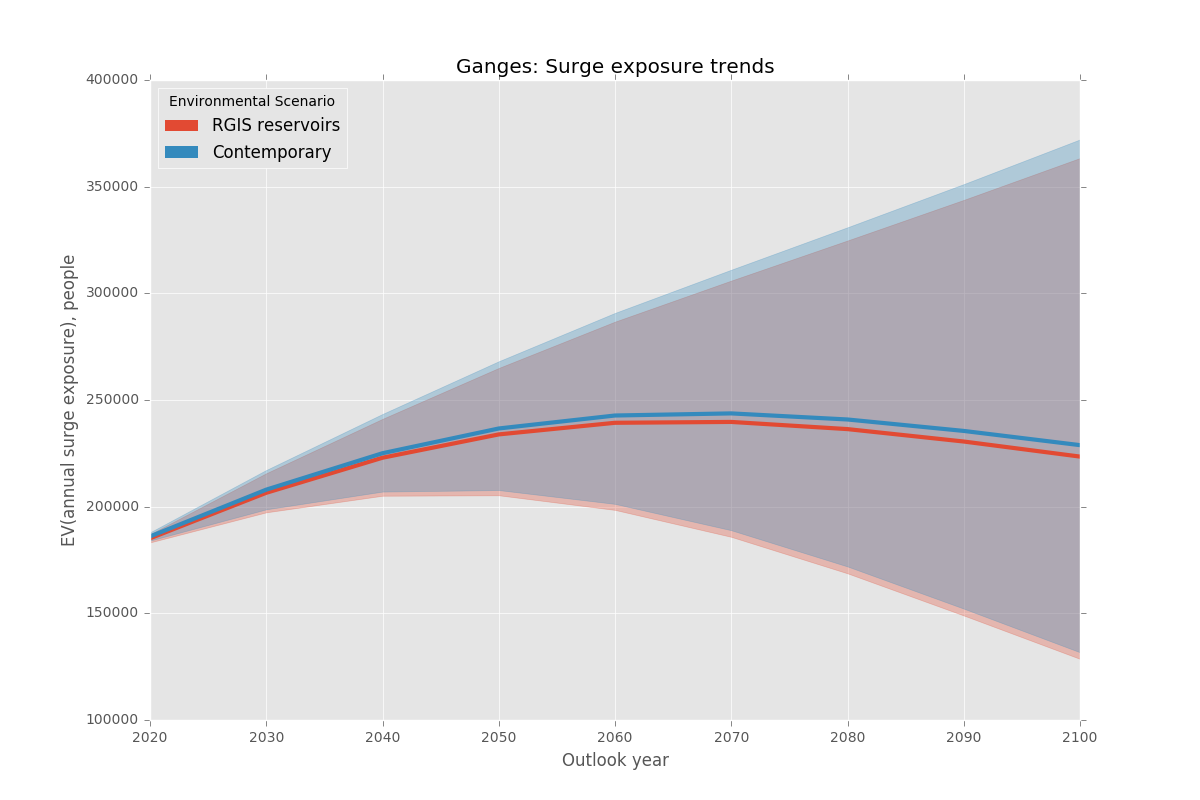 Ganges: Surge exposure trends
Environmental Scenario
RGIS reservoirs
Contemporary
EV(annual surge exposure), people
400000
350000
300000
250000
200000
150000
100000
2020 2030 2040 2050 2060 2070 2080 2090 2100
Outlook year